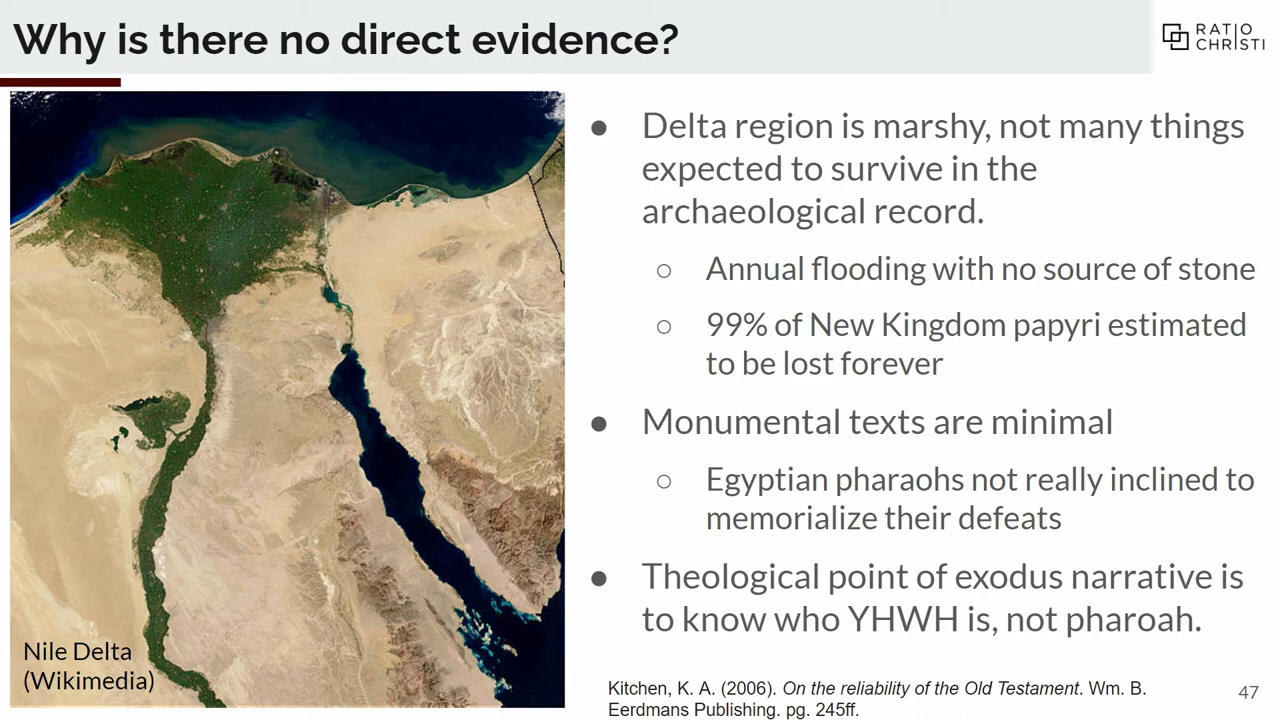 Why is there no direct evidence?
RATIO
CHRISTI
● Delta region is marshy, not many things
expected to survive in the
archaeological record.
○ Annual flooding with no source of stone
○ 99% of New Kingdom papyri estimated
to be lost forever
● Monumental texts are minimal
○ Egyptian pharaohs not really inclined to
memorialize their defeats
● Theological point of exodus narrative is
to know who YHWH is, not pharoah.
Nile Delta
(Wikimedia)
Kitchen, K. A. (2006). On the reliability of the Old Testament. Wm. B.
Eerdmans Publishing. pg. 245ff.
47